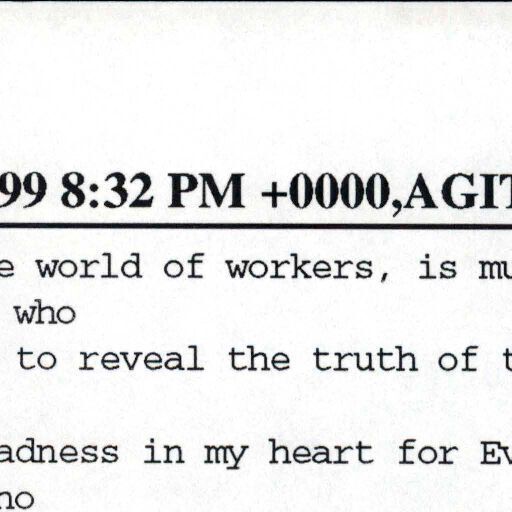 99 8:32 PM +0000,AGIT
e world of workers, is mu
who
to reveal the truth of t
adness in my heart for Ev
no